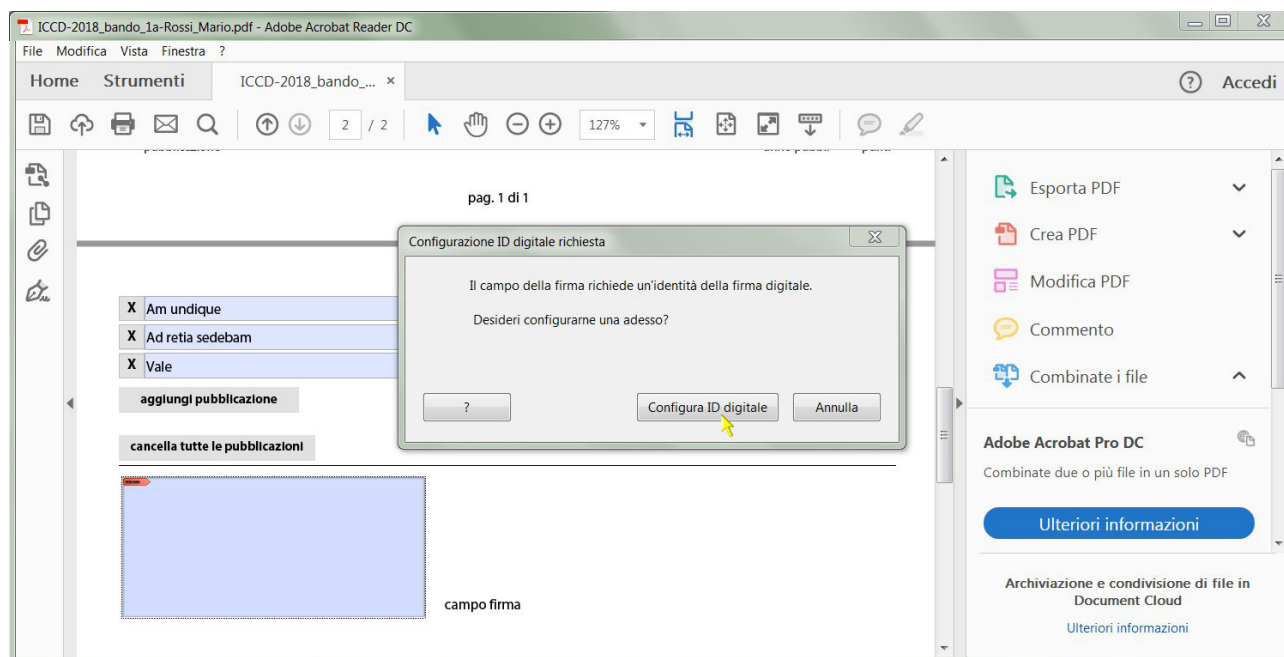 ICCD-2018_bando_1a-Rossi_Mario.pdf - Adobe Acrobat Reader DC
File Modifica Vista Finestra ?
Home Strumenti ICCD-2018_bando_... × ? Accedi
2 / 2 127%
pubblicazione anno pubbl. punti
pag. 1 di 1
Configurazione ID digitale richiesta
Il campo della firma richiede un'identità della firma digitale.
Desideri configurarne una adesso?
? Configura ID digitale Annulla
X Am undique
X Ad retia sedebam
X Vale
aggiungi pubblicazione
cancella tutte le pubblicazioni
campo firma
Esporta PDF
Crea PDF
Modifica PDF
Commento
Combinate i file
Adobe Acrobat Pro DC
Combinate due o più file in un solo PDF
Ulteriori informazioni
Archiviazione e condivisione di file in
Document Cloud
Ulteriori informazioni